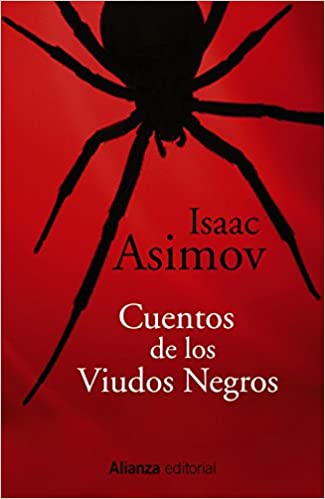 Isaac
Asimov
Cuentos
de los
Viudos Negros
Alianza editorial